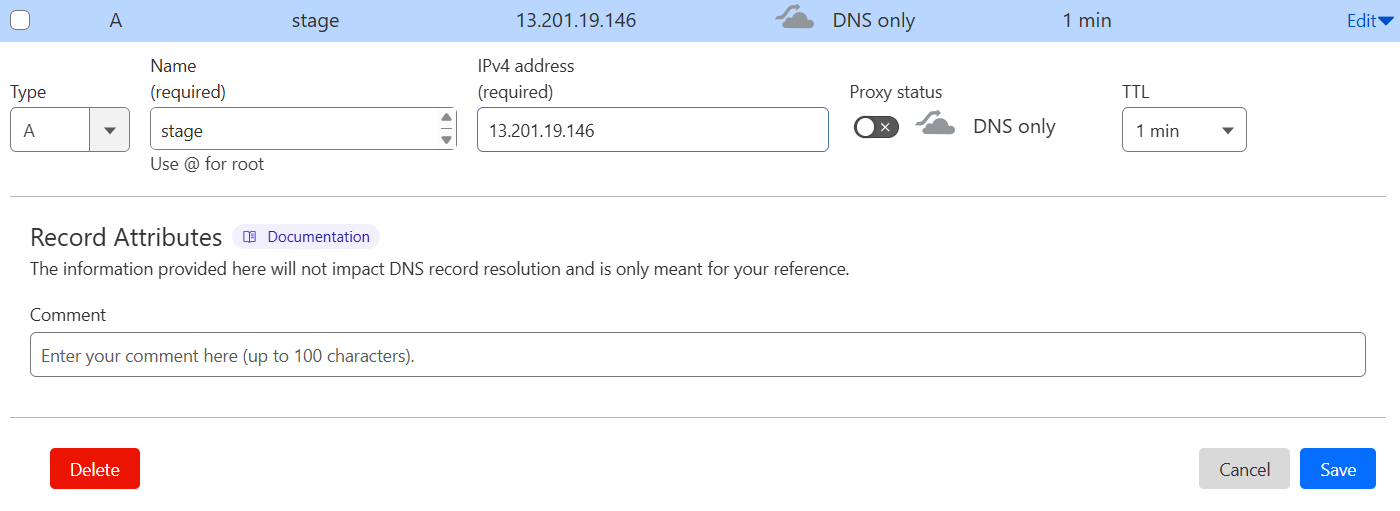 A stage 13.201.19.146 DNS only 1 min Edit
Type
Name
(required)
IPv4 address
(required)
Proxy status
TTL
A
stage
13.201.19.146
DNS only
1 min
Use @ for root
Record Attributes Documentation
The information provided here will not impact DNS record resolution and is only meant for your reference.
Comment
Enter your comment here (up to 100 characters).
Delete Cancel Save